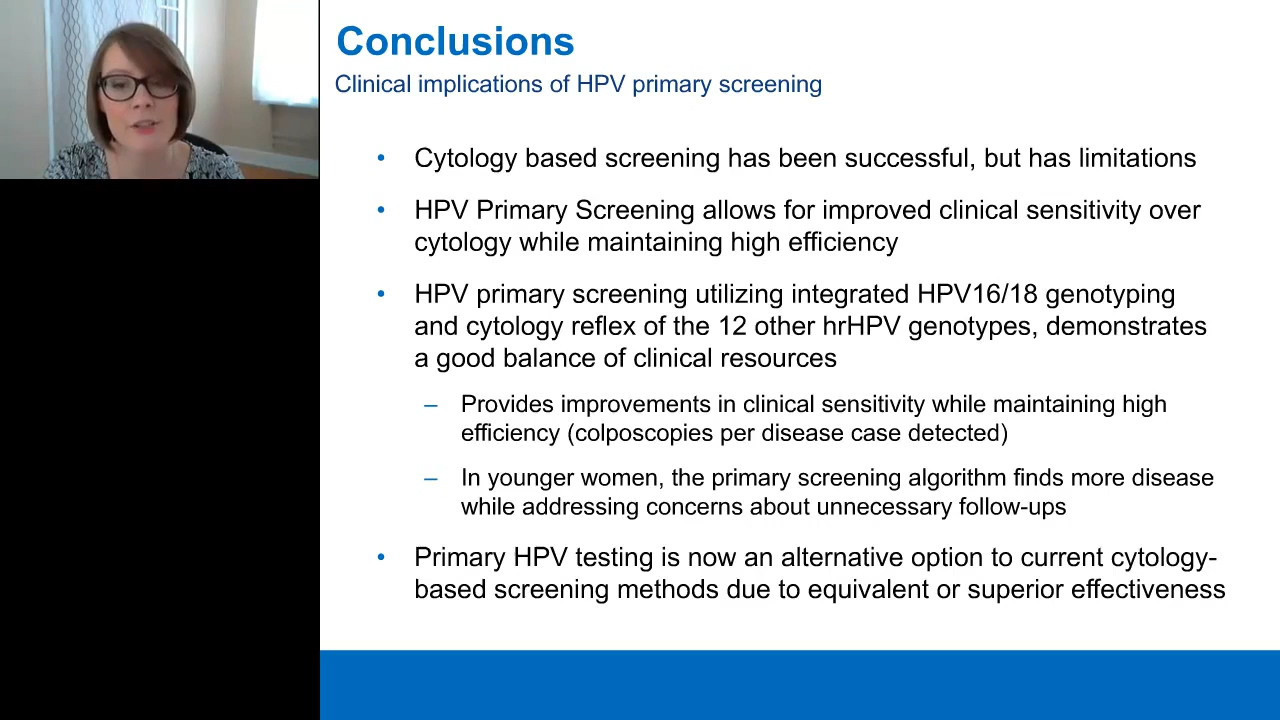 Conclusions
Clinical implications of HPV primary screening
• Cytology based screening has been successful, but has limitations
• HPV Primary Screening allows for improved clinical sensitivity over
cytology while maintaining high efficiency
• HPV primary screening utilizing integrated HPV16/18 genotyping
and cytology reflex of the 12 other hrHPV genotypes, demonstrates
a good balance of clinical resources
– Provides improvements in clinical sensitivity while maintaining high
efficiency (colposcopies per disease case detected)
– In younger women, the primary screening algorithm finds more disease
while addressing concerns about unnecessary follow-ups
• Primary HPV testing is now an alternative option to current cytology-
based screening methods due to equivalent or superior effectiveness